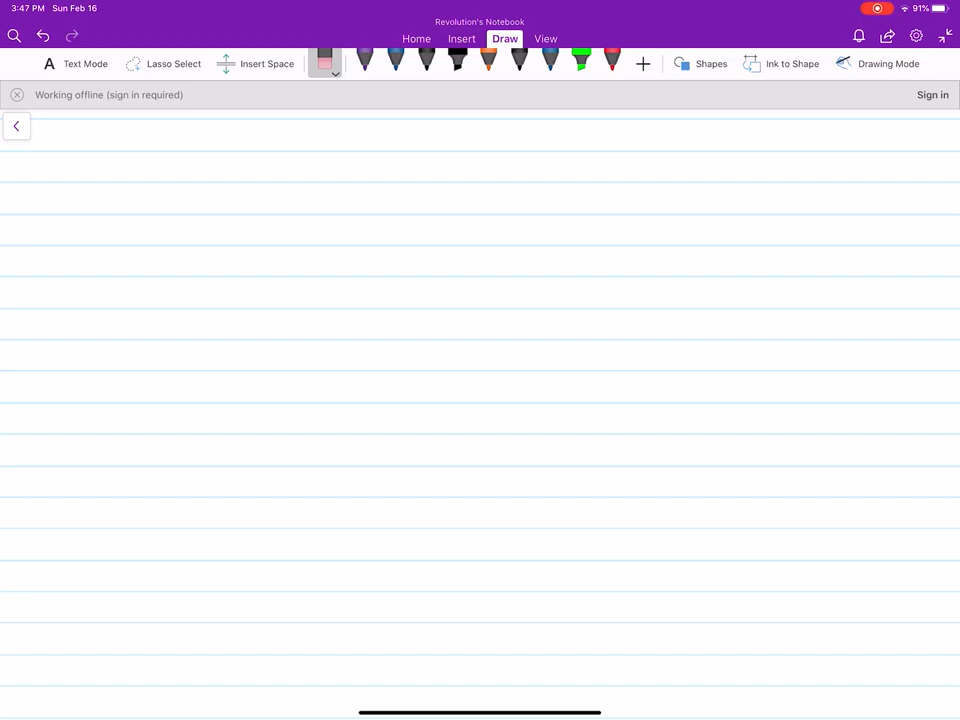 3:47 PM Sun Feb 16
91%
Revolution's Notebook
Home Insert Draw View
A Text Mode Lasso Select Insert Space Shapes Ink to Shape Drawing Mode
Working offline (sign in required) Sign in